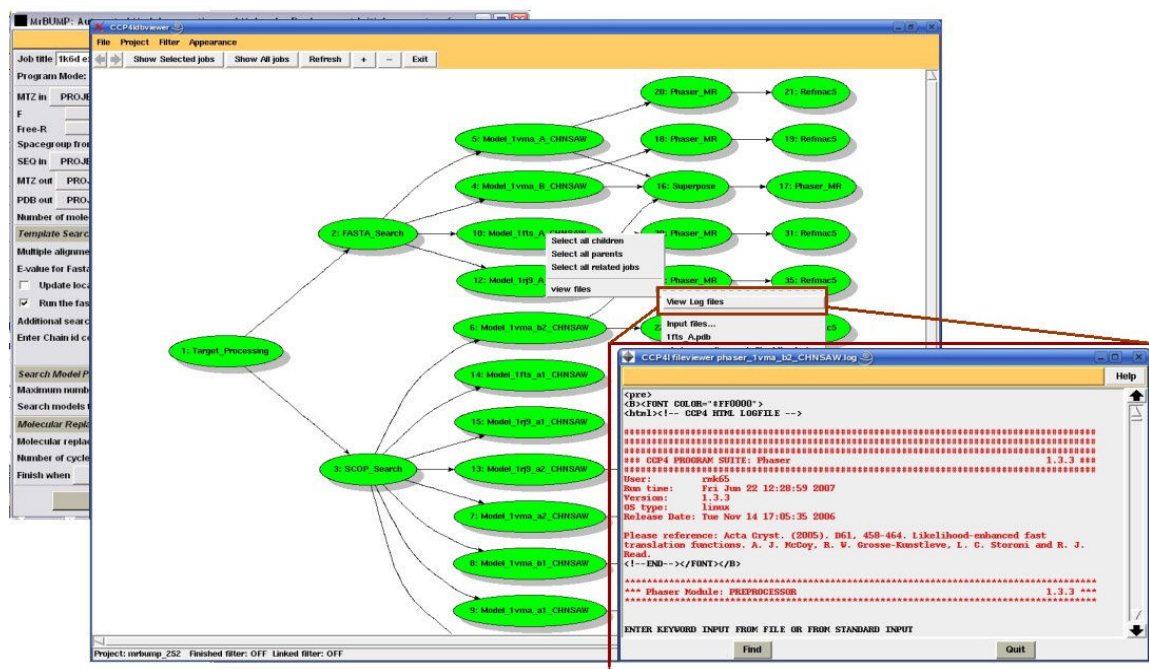 MrBUMP: Au
Job title 1k6d ex
Program Mode:
MTZ in PROJE
F
Free-R
Spacegroup from
SEQ in PROJE
MTZ out PROJ
PDB out PROJ
Number of molec
Template Search
Multiple alignme
E-value for Fasta
Update loca
Run the fas
Additional searc
Enter Chain id co
Search Model P
Maximum numb
Search models t
Molecular Repla
Molecular replac
Number of cycle
Finish when
CCP4idbviewer
File Project Filter Appearance
Show Selected jobs Show All jobs Refresh + - Exit
1: Target_Processing
2: FASTA_Search
3: SCOP_Search
5: Model_1vma_A_CHNSAW
4: Model_1vma_B_CHNSAW
10: Model_1fts_A
12: Model_1rj9_A
6: Model_1vma_b2_CHNSAW
14: Model_1fts_a1_CHNSAW
15: Model_1rj9_a1_CHNSAW
13: Model_1rj9_a2_CHNSAW
7: Model_1vma_a2_CHNSAW
8: Model_1vma_b1_CHNSAW
9: Model_1vma_a1_CHNSAW
20: Phaser_MR 21: Refmac5
18: Phaser_MR 19: Refmac5
16: Superpose 17: Phaser_MR
Phaser_MR 31: Refmac5
Phaser_MR 35: Refmac5
Select all children
Select all parents
Select all related jobs
view files
View Log files
Input files...
1fts_A.pdb
Project: mrbump_252 Finished filter: OFF Linked filter: OFF
CCP4I fileviewer phaser_1vma_b2_CHNSAW.log
Help
<pre>
<B><FONT COLOR="#FF0000">
<html><!-- CCP4 HTML LOGFILE -->
### CCP4 PROGRAM SUITE: Phaser 1.3.3 ###
User: rmk65
Run time: Fri Jun 22 12:28:59 2007
Version: 1.3.3
OS type: linux
Release Date: Tue Nov 14 17:05:35 2006
Please reference: Acta Cryst. (2005). D61, 458-464. Likelihood-enhanced fast
translation functions. A. J. McCoy, R. W. Grosse-Kunstleve, L. C. Storoni and R. J.
Read.
<!--END--></FONT></B>
*** Phaser Module: PREPROCESSOR 1.3.3 ***
ENTER KEYWORD INPUT FROM FILE OR FROM STANDARD INPUT
Find Quit